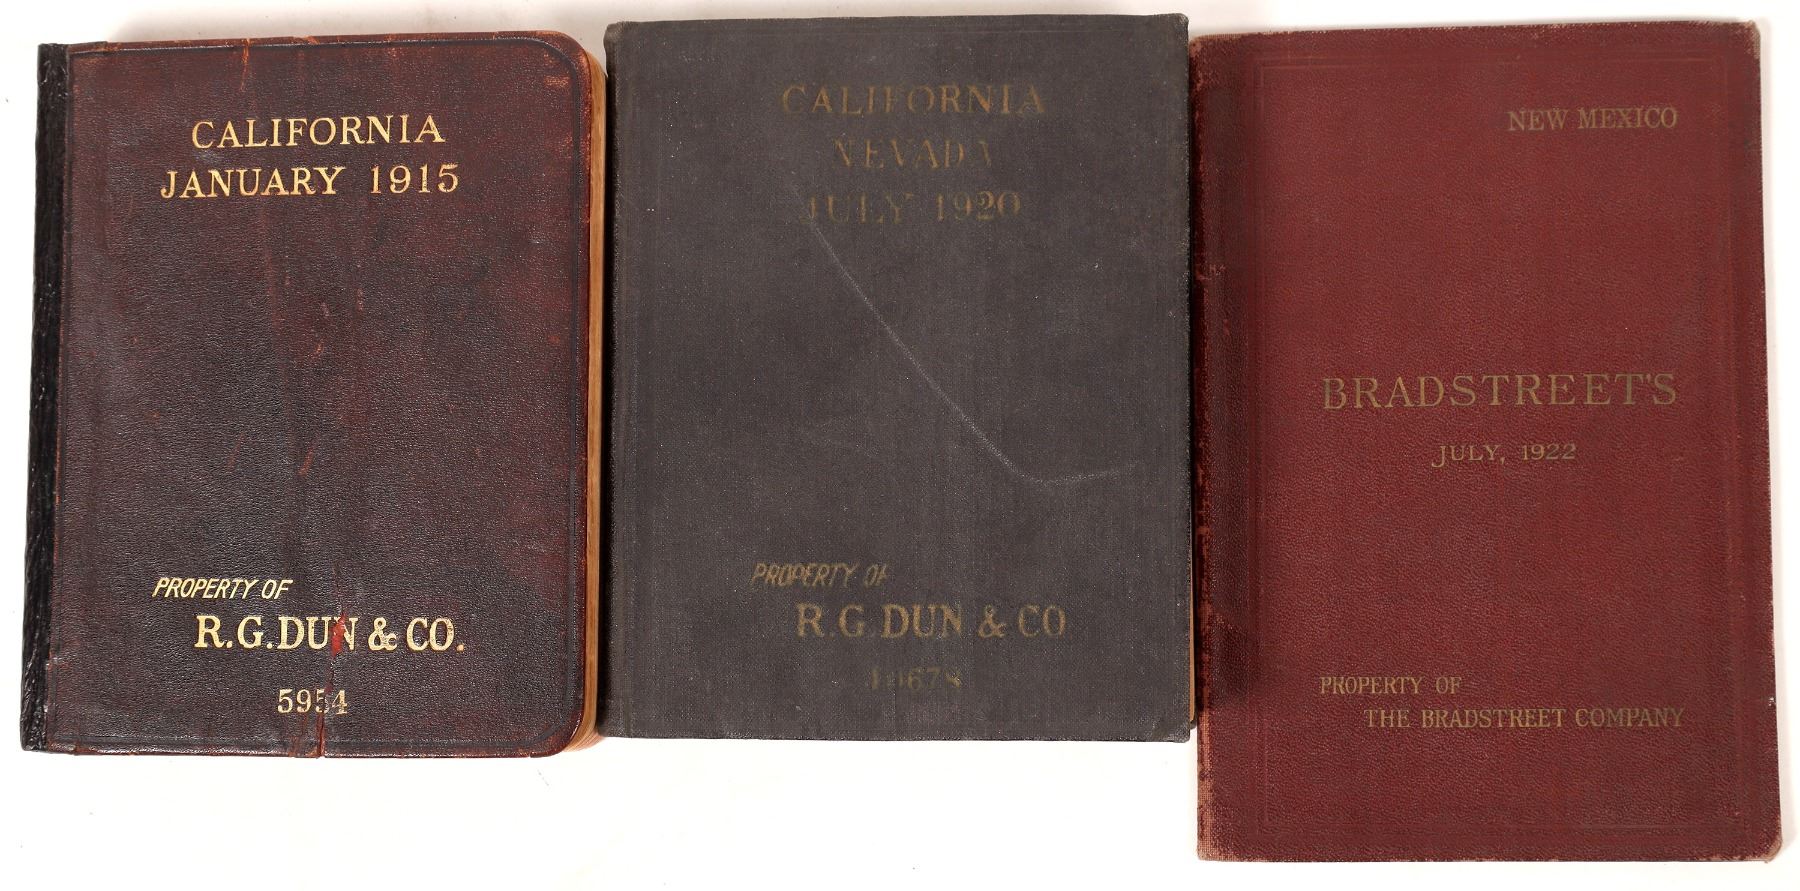 CALIFORNIA
JANUARY 1915
PROPERTY OF
R.G. DUN & CO.
5954
CALIFORNIA
NEVADA
JULY 1920
PROPERTY OF
R.G. DUN & CO
NEW MEXICO
BRADSTREET'S
JULY, 1922
PROPERTY OF
THE BRADSTREET COMPANY